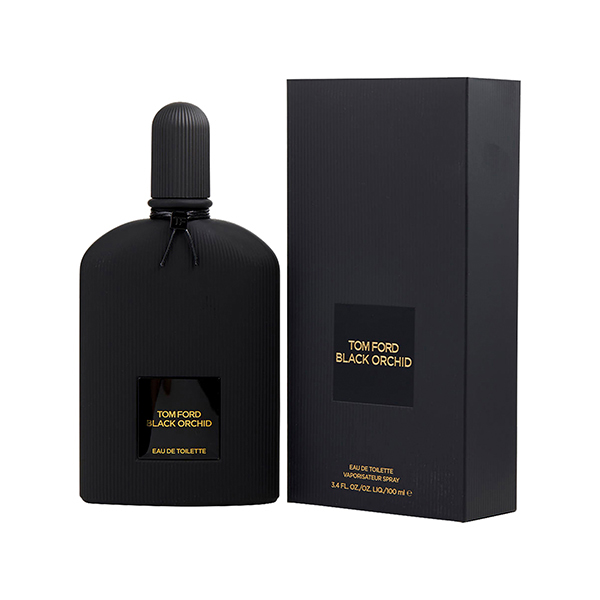 TOM FORD
BLACK ORCHID
EAU DE TOILETTE
TOM FORD
BLACK ORCHID
EAU DE TOILETTE
VAPORISATEUR SPRAY
3.4 FL. OZ./OZ. LIQ./100 ml ℮